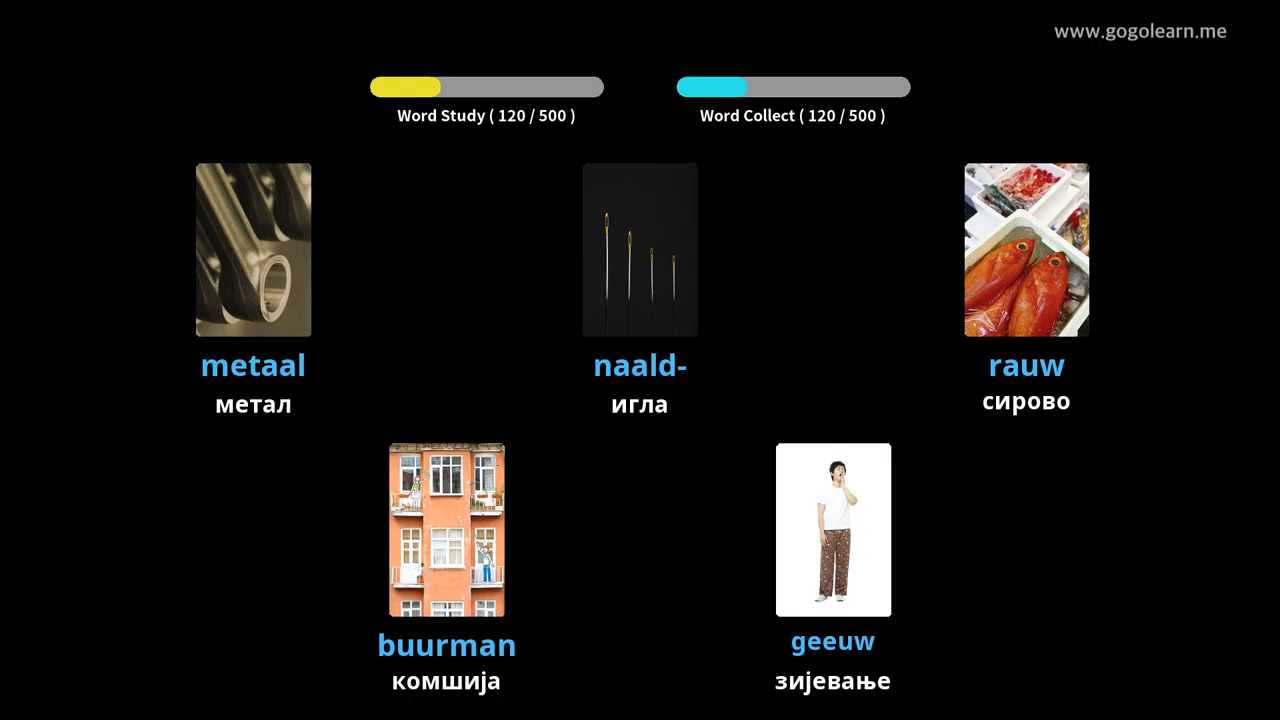 www.gogolearn.me
Word Study ( 120 / 500 )
Word Collect ( 120 / 500 )
metaal
метал
naald-
игла
rauw
сирово
buurman
комшија
geeuw
зијевање